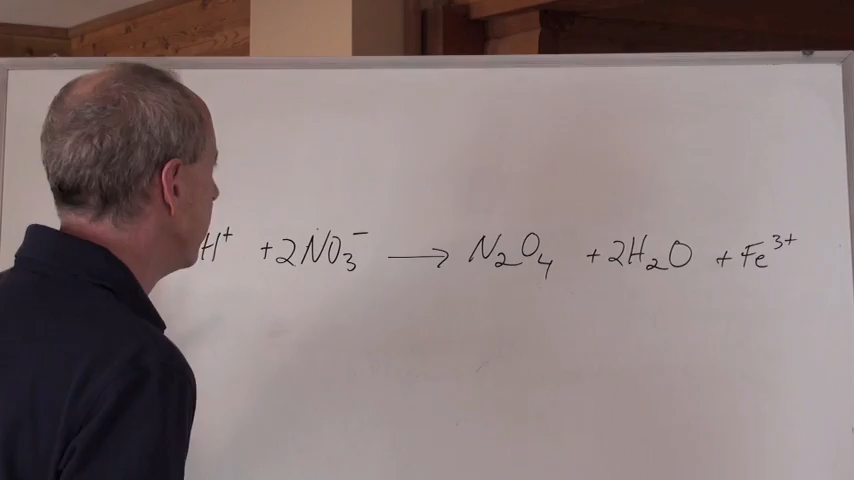 H⁺ + 2NO₃⁻ ⟶ N₂O₄ + 2H₂O + Fe³⁺